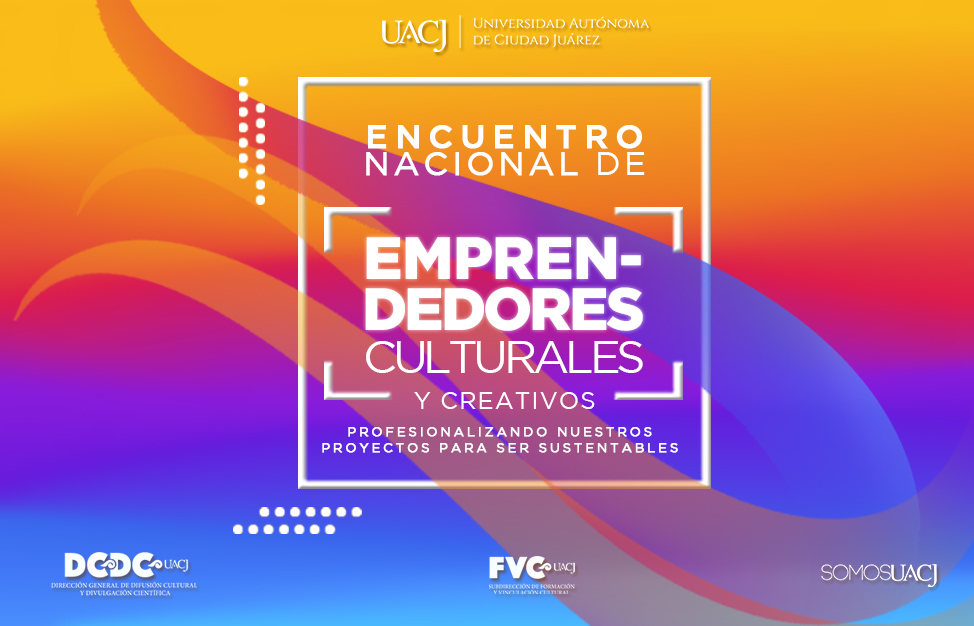 UACJ
UNIVERSIDAD AUTÓNOMA
DE CIUDAD JUÁREZ
ENCUENTRO
NACIONAL DE
EMPREN-
DEDORES
CULTURALES
Y CREATIVOS
PROFESIONALIZANDO NUESTROS
PROYECTOS PARA SER SUSTENTABLES
DCDC UACJ
DIRECCIÓN GENERAL DE DIFUSIÓN CULTURAL
Y DIVULGACIÓN CIENTÍFICA
FVC UACJ
SUBDIRECCIÓN DE FORMACIÓN
Y VINCULACIÓN CULTURAL
SOMOSUACJ